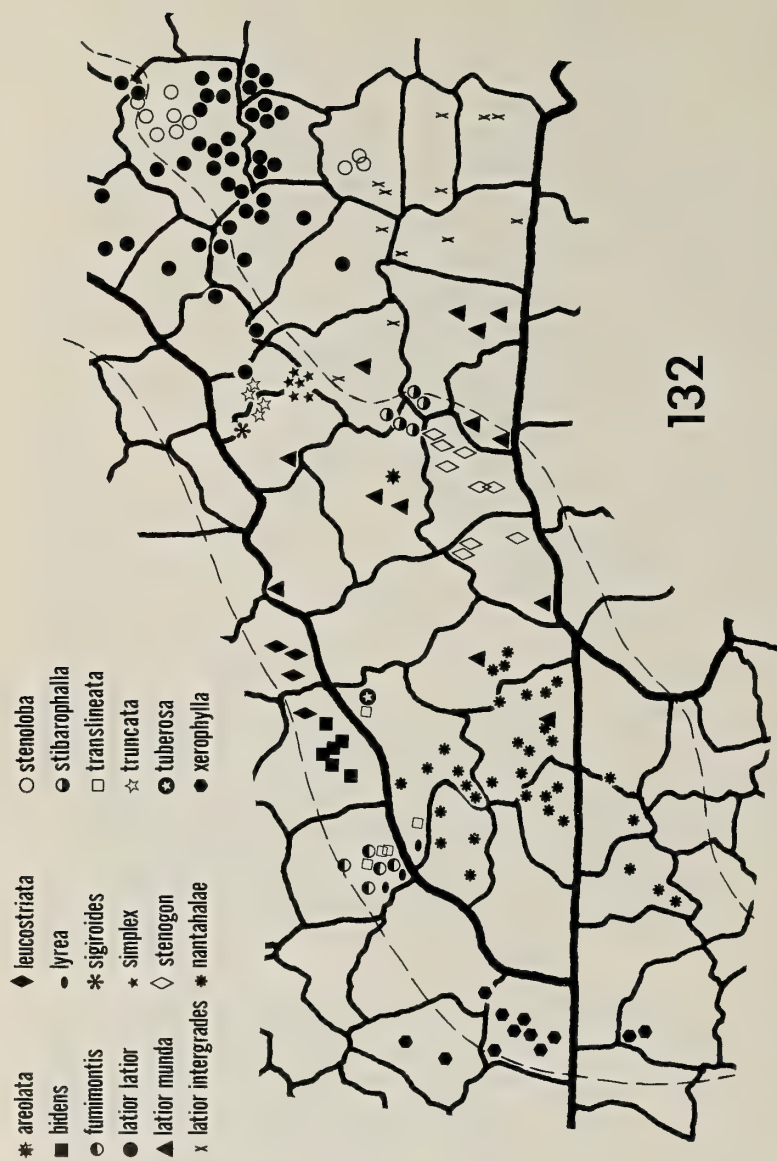 areolata
bidens
fumimontis
latior latior
latior munda
latior intergrades
leucostriata
lyrea
sigiroides
simplex
stenogon
nantahalae
stenoloba
stibarophalla
translineata
truncata
tuberosa
xerophylla
132